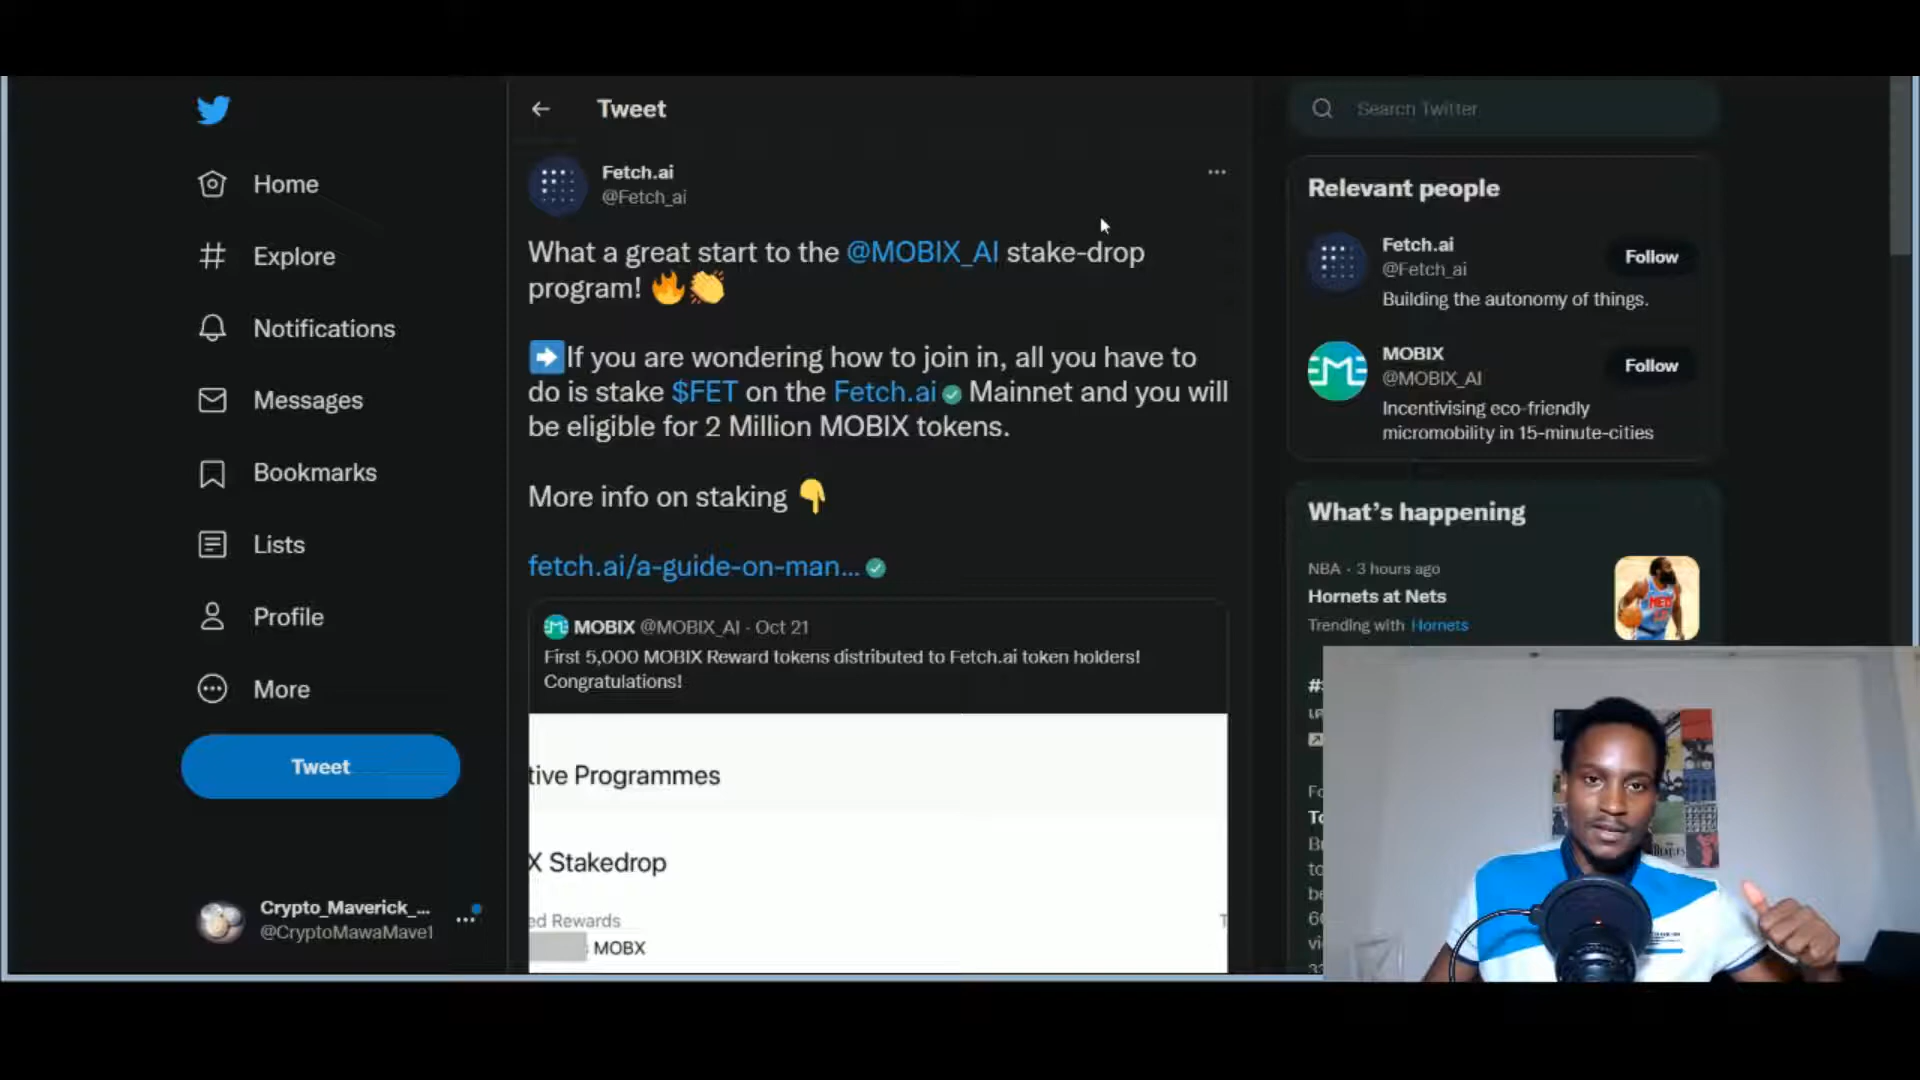 Tweet
Search Twitter
Home
Explore
Notifications
Messages
Bookmarks
Lists
Profile
More
Tweet
Crypto_Maverick_...
@CryptoMawaMave1
Fetch.ai
@Fetch_ai
What a great start to the @MOBIX_AI stake-drop
program! 🔥👏
➡️If you are wondering how to join in, all you have to
do is stake $FET on the Fetch.ai Mainnet and you will
be eligible for 2 Million MOBIX tokens.
More info on staking 👇
fetch.ai/a-guide-on-man...
MOBIX @MOBIX_AI · Oct 21
First 5,000 MOBIX Reward tokens distributed to Fetch.ai token holders!
Congratulations!
tive Programmes
X Stakedrop
ed Rewards
MOBX
Relevant people
Fetch.ai
@Fetch_ai
Follow
Building the autonomy of things.
MOBIX
@MOBIX_AI
Follow
Incentivising eco-friendly
micromobility in 15-minute-cities
What's happening
NBA · 3 hours ago
Hornets at Nets
Trending with Hornets